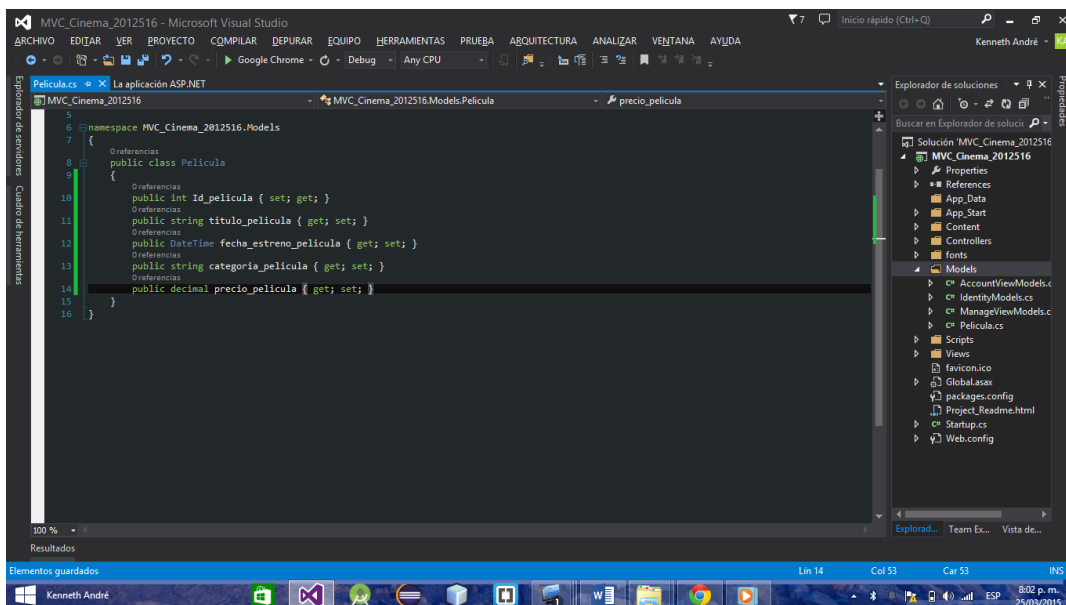 MVC_Cinema_2012516 - Microsoft Visual Studio
7
Inicio rápido (Ctrl+Q)
ARCHIVO EDITAR VER PROYECTO COMPILAR DEPURAR EQUIPO HERRAMIENTAS PRUEBA ARQUITECTURA ANALIZAR VENTANA AYUDA
Kenneth André
KA
Google Chrome Debug Any CPU
Explorador de servidores
Cuadro de herramientas
Pelicula.cs La aplicación ASP.NET
MVC_Cinema_2012516 MVC_Cinema_2012516.Models.Pelicula precio_pelicula
5
6 namespace MVC_Cinema_2012516.Models
7 {
0 referencias
8 public class Pelicula
9 {
0 referencias
10 public int Id_pelicula { set; get; }
0 referencias
11 public string titulo_pelicula { get; set; }
0 referencias
12 public DateTime fecha_estreno_pelicula { get; set; }
0 referencias
13 public string categoria_pelicula { get; set; }
0 referencias
14 public decimal precio_pelicula { get; set; }
15 }
16 }
100 %
Resultados
Explorador de soluciones
Buscar en Explorador de solucio
Solución 'MVC_Cinema_2012516
MVC_Cinema_2012516
Properties
References
App_Data
App_Start
Content
Controllers
fonts
Models
C# AccountViewModels.c
C# IdentityModels.cs
C# ManageViewModels.c
C# Pelicula.cs
Scripts
Views
favicon.ico
Global.asax
packages.config
Project_Readme.html
C# Startup.cs
Web.config
Explorad... Team Ex... Vista de...
Propiedades
Elementos guardados
Lín 14 Col 53 Car 53 INS
Kenneth André
ESP
8:02 p. m.
25/03/2015